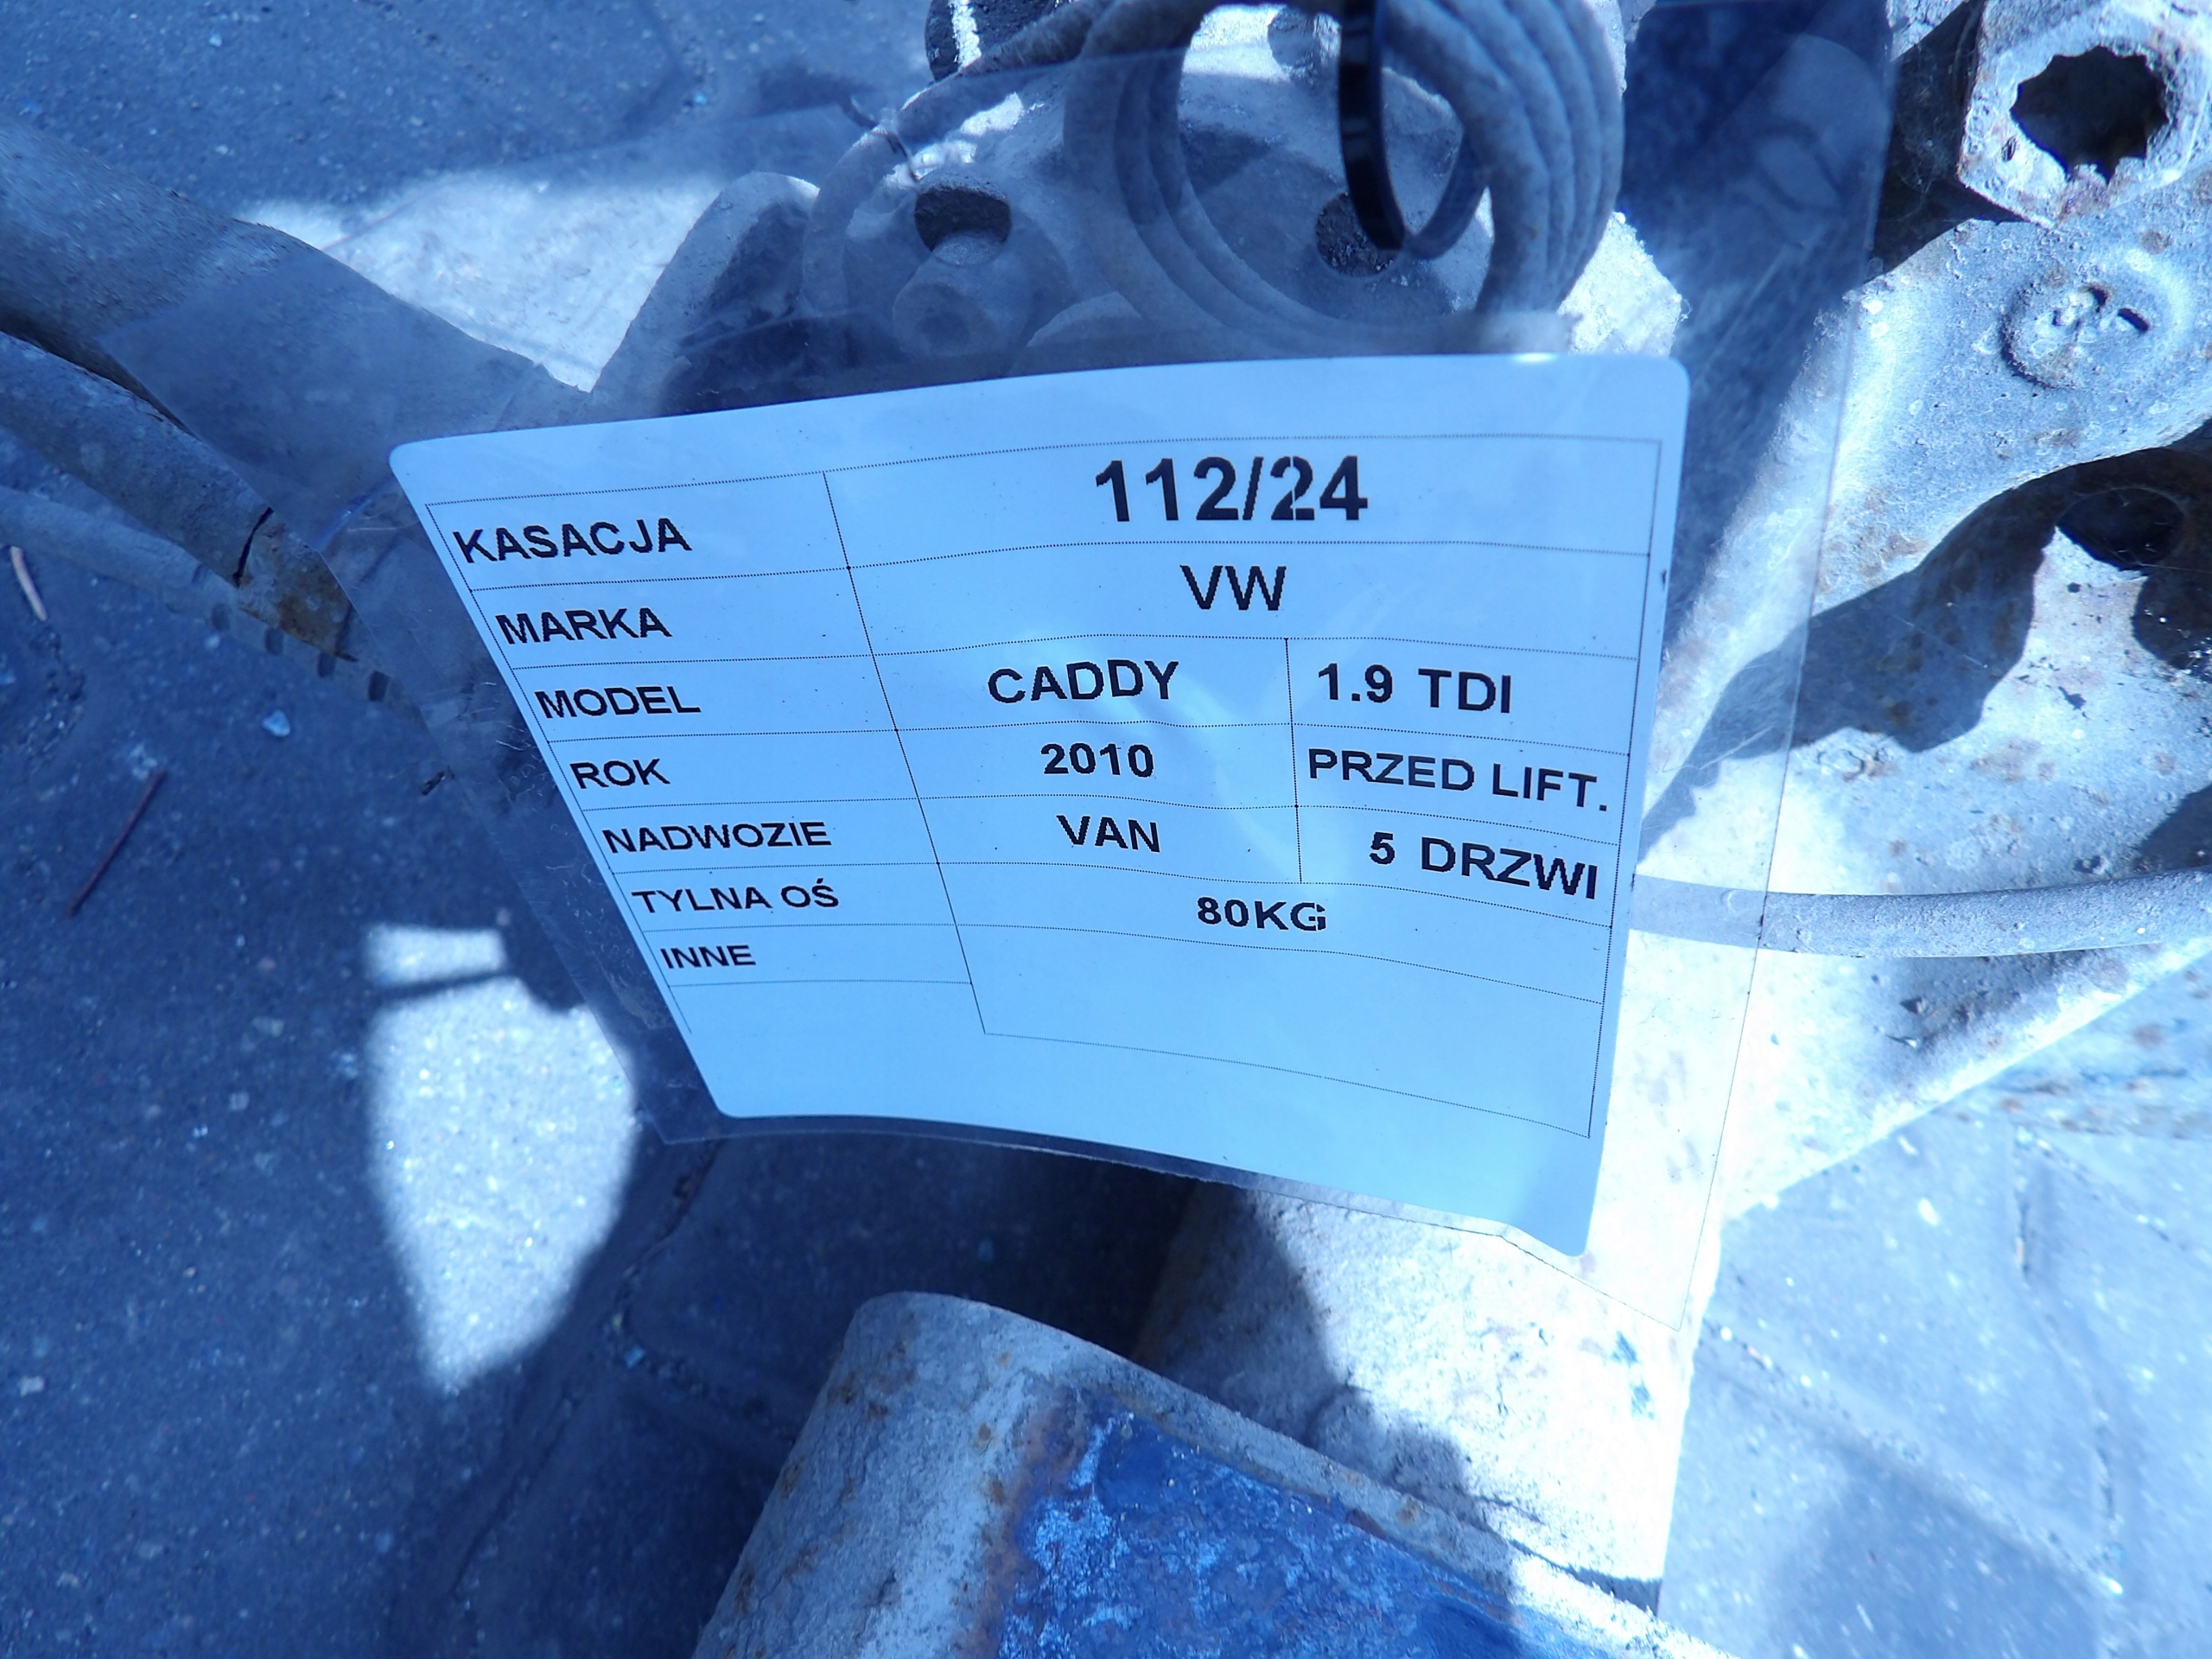 KASACJA 112/24
MARKA VW
MODEL CADDY 1.9 TDI
ROK 2010 PRZED LIFT.
NADWOZIE VAN 5 DRZWI
TYLNA OŚ 80KG
INNE